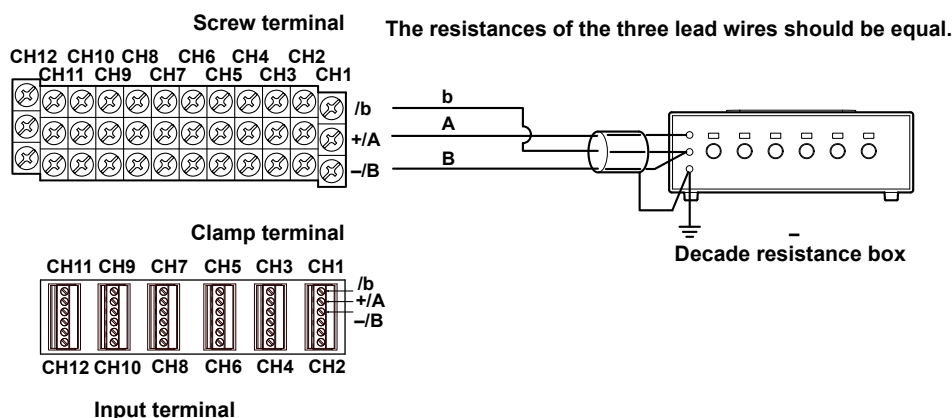 Screw terminal
The resistances of the three lead wires should be equal.
CH12 CH10 CH8 CH6 CH4 CH2
CH11 CH9 CH7 CH5 CH3 CH1
/b
+/A
–/B
b
A
B
–
Decade resistance box
Clamp terminal
CH11 CH9 CH7 CH5 CH3 CH1
/b
+/A
–/B
CH12 CH10 CH8 CH6 CH4 CH2
Input terminal